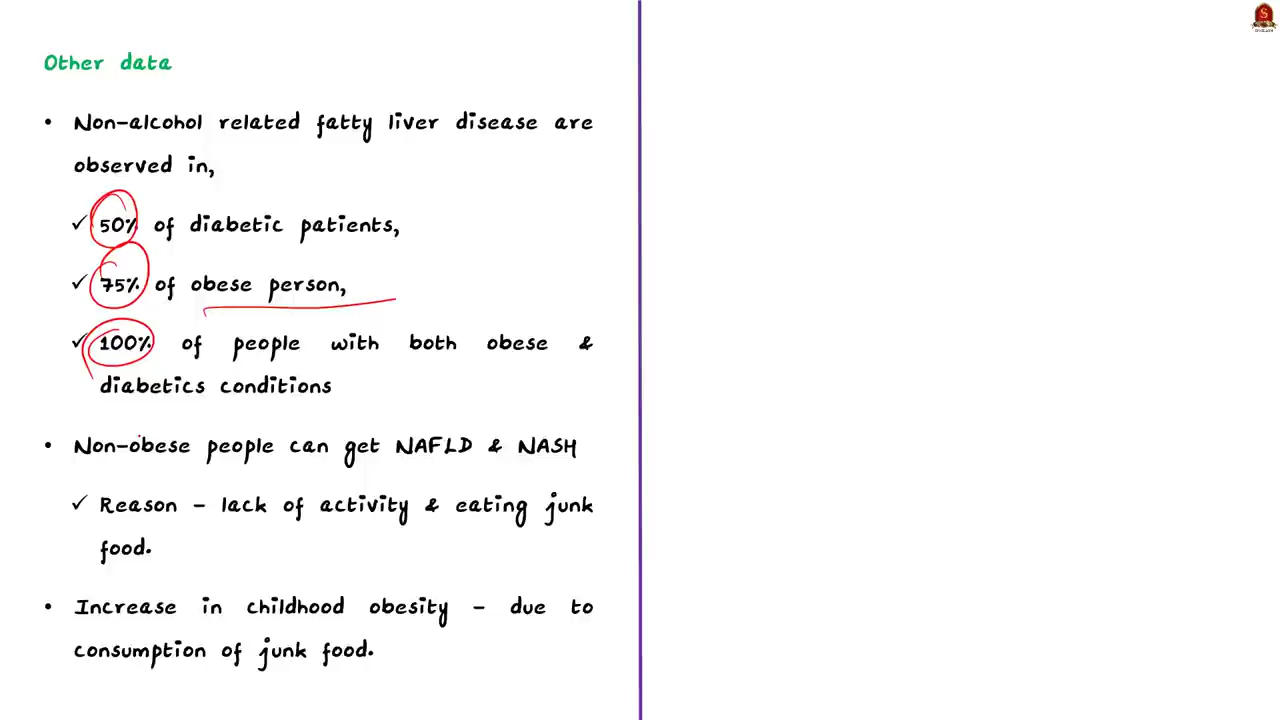 Other data
• Non-alcohol related fatty liver disease are
observed in,
✓ 50% of diabetic patients,
✓ 75% of obese person,
✓ 100% of people with both obese &
diabetics conditions
• Non-obese people can get NAFLD & NASH
✓ Reason - lack of activity & eating junk
food.
• Increase in childhood obesity - due to
consumption of junk food.